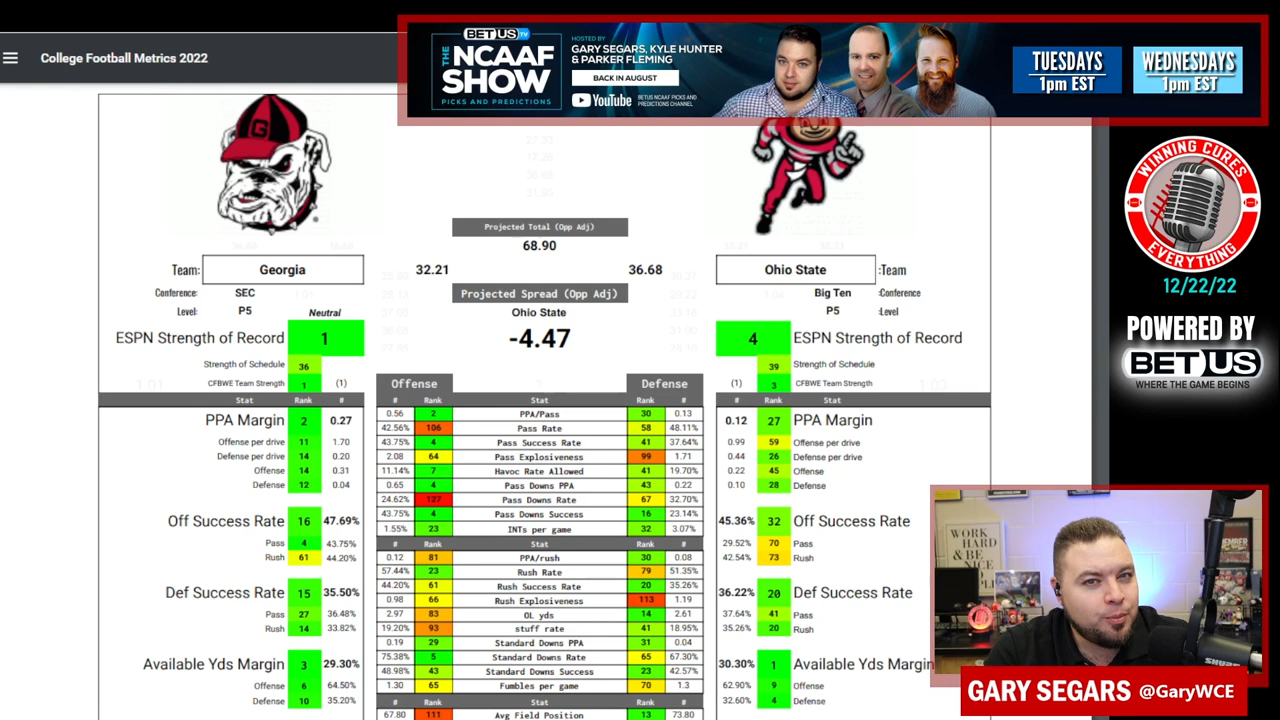 College Football Metrics 2022
BETUS TV
THE NCAAF SHOW
PICKS AND PREDICTIONS
HOSTED BY
GARY SEGARS, KYLE HUNTER
& PARKER FLEMING
BACK IN AUGUST
YouTube BETUS NCAAF PICKS AND PREDICTIONS CHANNEL
TUESDAYS
1pm EST
WEDNESDAYS
1pm EST
WINNING CURES EVERYTHING
12/22/22
POWERED BY
BETUS
WHERE THE GAME BEGINS
Projected Total (Opp Adj)
68.90
Team: Georgia 32.21 36.68 Ohio State :Team
Conference: SEC Projected Spread (Opp Adj) Big Ten :Conference
Level: P5 Neutral Ohio State P5 :Level
ESPN Strength of Record 1 -4.47 4 ESPN Strength of Record
Strength of Schedule 36 39 Strength of Schedule
CFBWE Team Strength 1 (1) Offense Defense (1) 3 CFBWE Team Strength
Stat Rank # # Rank Stat Rank # # Rank Stat
PPA Margin 2 0.27 0.12 27 PPA Margin
Offense per drive 11 1.70 0.99 59 Offense per drive
Defense per drive 14 0.20 0.44 26 Defense per drive
Offense 14 0.31 0.22 45 Offense
Defense 12 0.04 0.10 28 Defense
Off Success Rate 16 47.69% 45.36% 32 Off Success Rate
Pass 4 43.75% 29.52% 70 Pass
Rush 61 44.20% 42.54% 73 Rush
Def Success Rate 15 35.50% 36.22% 20 Def Success Rate
Pass 27 36.48% 37.64% 41 Pass
Rush 14 33.82% 35.26% 20 Rush
Available Yds Margin 3 29.30% 30.30% 1 Available Yds Margin
Offense 6 64.50% 62.90% 9 Offense
Defense 10 35.20% 32.60% 4 Defense
0.56 2 PPA/Pass 30 0.13
42.56% 106 Pass Rate 58 48.11%
43.75% 4 Pass Success Rate 41 37.64%
2.08 64 Pass Explosiveness 99 1.71
11.14% 7 Havoc Rate Allowed 41 19.70%
0.65 4 Pass Downs PPA 43 0.22
24.62% 127 Pass Downs Rate 67 32.70%
43.75% 4 Pass Downs Success 16 23.14%
1.55% 23 INTs per game 32 3.07%
# Rank Stat Rank #
0.12 81 PPA/rush 30 0.08
57.44% 23 Rush Rate 79 51.35%
44.20% 61 Rush Success Rate 20 35.26%
0.98 66 Rush Explosiveness 113 1.19
2.97 83 OL yds 14 2.61
19.20% 93 stuff rate 41 18.95%
0.19 29 Standard Downs PPA 31 0.04
75.38% 5 Standard Downs Rate 65 67.30%
48.98% 43 Standard Downs Success 23 42.57%
1.30 65 Fumbles per game 70 1.3
# Rank Stat Rank #
67.80 111 Avg Field Position 13 73.80
WORK
HARD
& BE
GARY SEGARS @GaryWCE